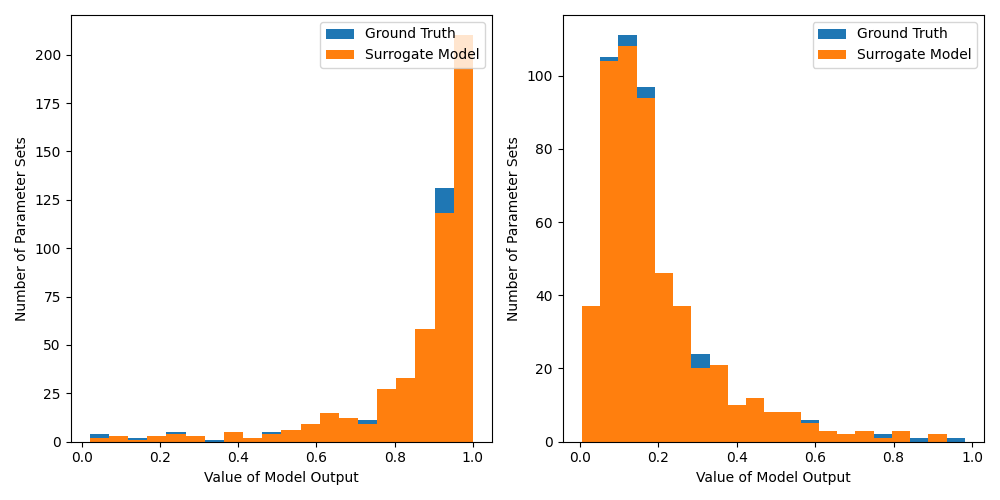 Ground Truth
Surrogate Model
200
175
150
125
100
75
50
25
0
Number of Parameter Sets
0.0 0.2 0.4 0.6 0.8 1.0
Value of Model Output
Ground Truth
Surrogate Model
100
80
60
40
20
0
Number of Parameter Sets
0.0 0.2 0.4 0.6 0.8 1.0
Value of Model Output